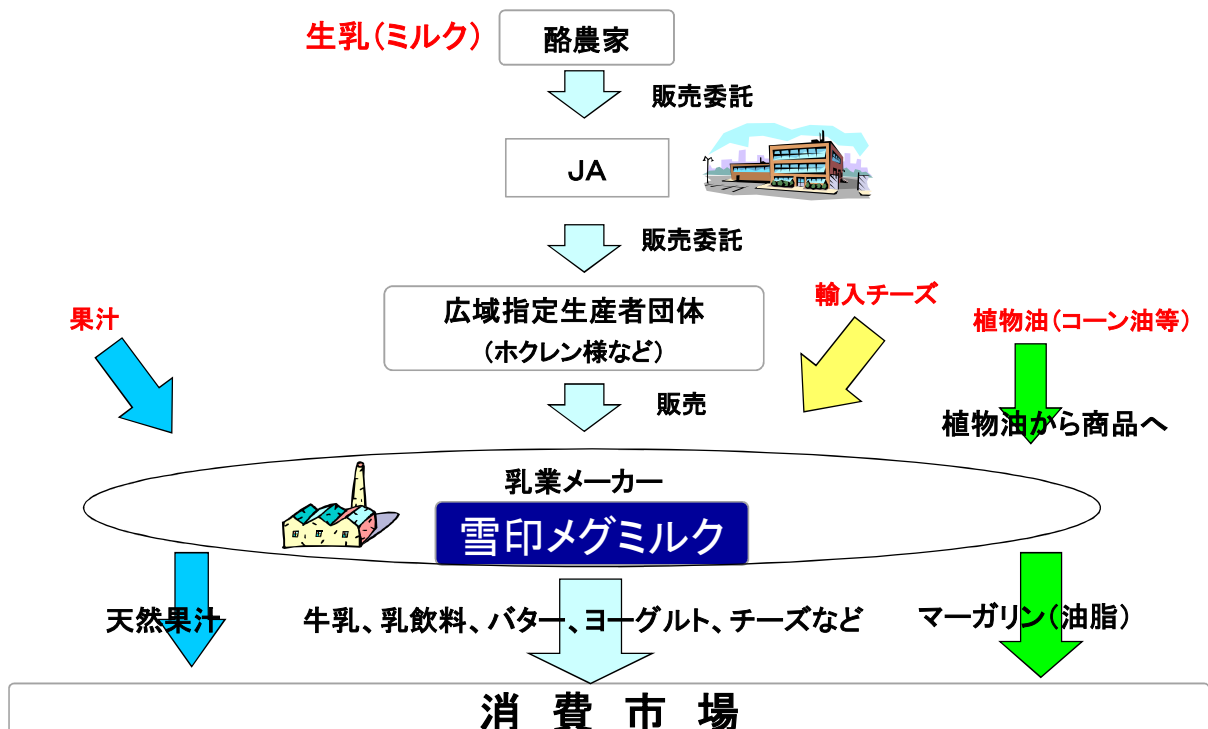 生乳（ミルク）
酪農家
販売委託
JA
販売委託
広域指定生産者団体
（ホクレン様など）
輸入チーズ
果汁
植物油（コーン油等）
販売
植物油から商品へ
乳業メーカー
雪印メグミルク
天然果汁
牛乳、乳飲料、バター、ヨーグルト、チーズなど
マーガリン（油脂）
消費市場